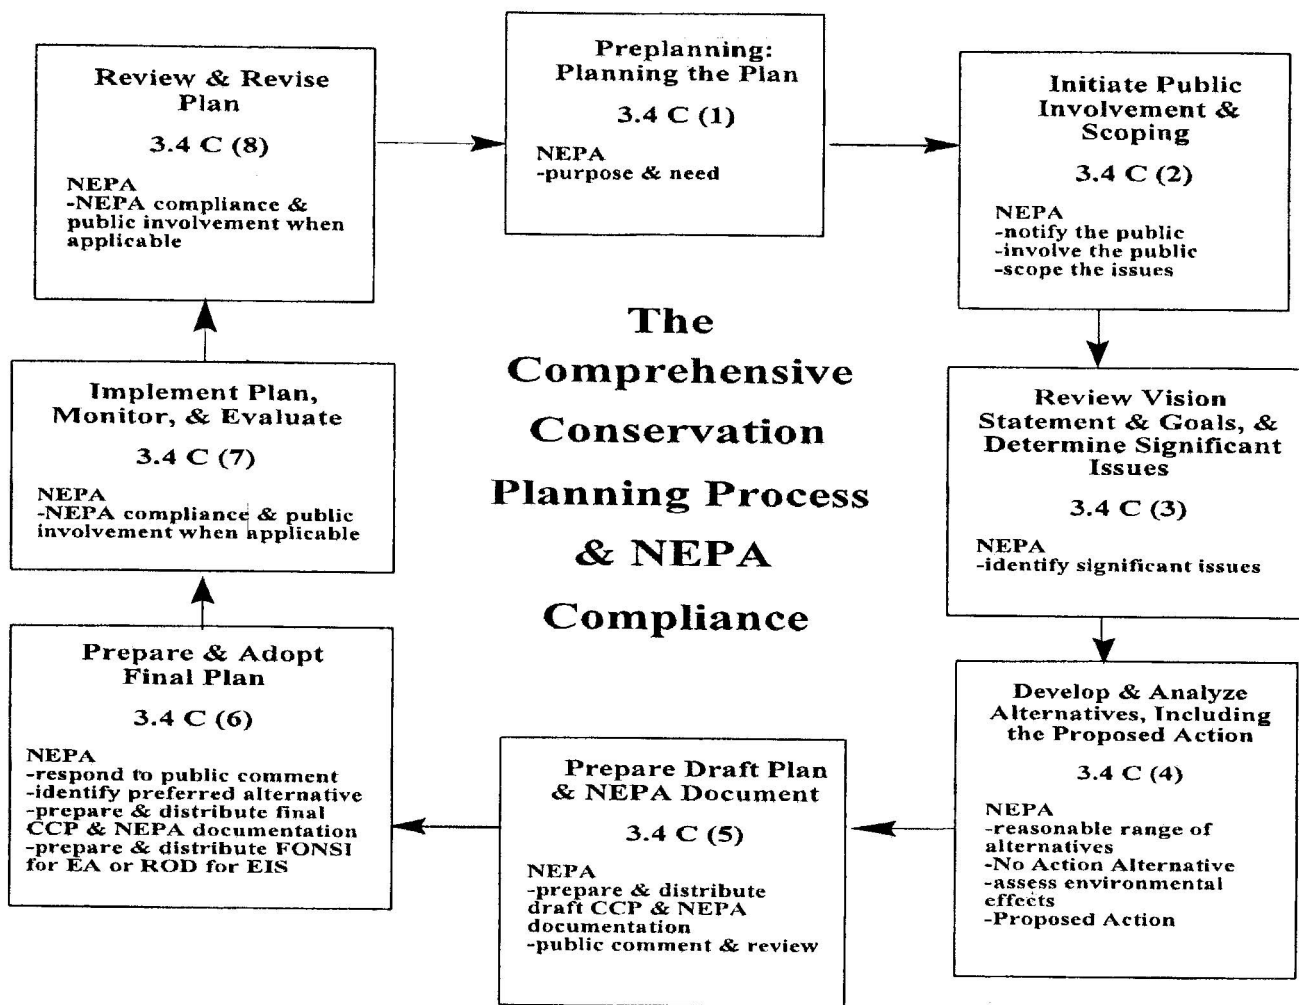 Preplanning:
Planning the Plan
3.4 C (1)
NEPA
-purpose & need
Initiate Public
Involvement &
Scoping
3.4 C (2)
NEPA
-notify the public
-involve the public
-scope the issues
Review Vision
Statement & Goals, &
Determine Significant
Issues
3.4 C (3)
NEPA
-identify significant issues
Develop & Analyze
Alternatives, Including
the Proposed Action
3.4 C (4)
NEPA
-reasonable range of
alternatives
-No Action Alternative
-assess environmental
effects
-Proposed Action
Prepare Draft Plan
& NEPA Document
3.4 C (5)
NEPA
-prepare & distribute
draft CCP & NEPA
documentation
-public comment & review
Prepare & Adopt
Final Plan
3.4 C (6)
NEPA
-respond to public comment
-identify preferred alternative
-prepare & distribute final
CCP & NEPA documentation
-prepare & distribute FONSI
for EA or ROD for EIS
Implement Plan,
Monitor, & Evaluate
3.4 C (7)
NEPA
-NEPA compliance & public
involvement when applicable
Review & Revise
Plan
3.4 C (8)
NEPA
-NEPA compliance &
public involvement when
applicable
The
Comprehensive
Conservation
Planning Process
& NEPA
Compliance